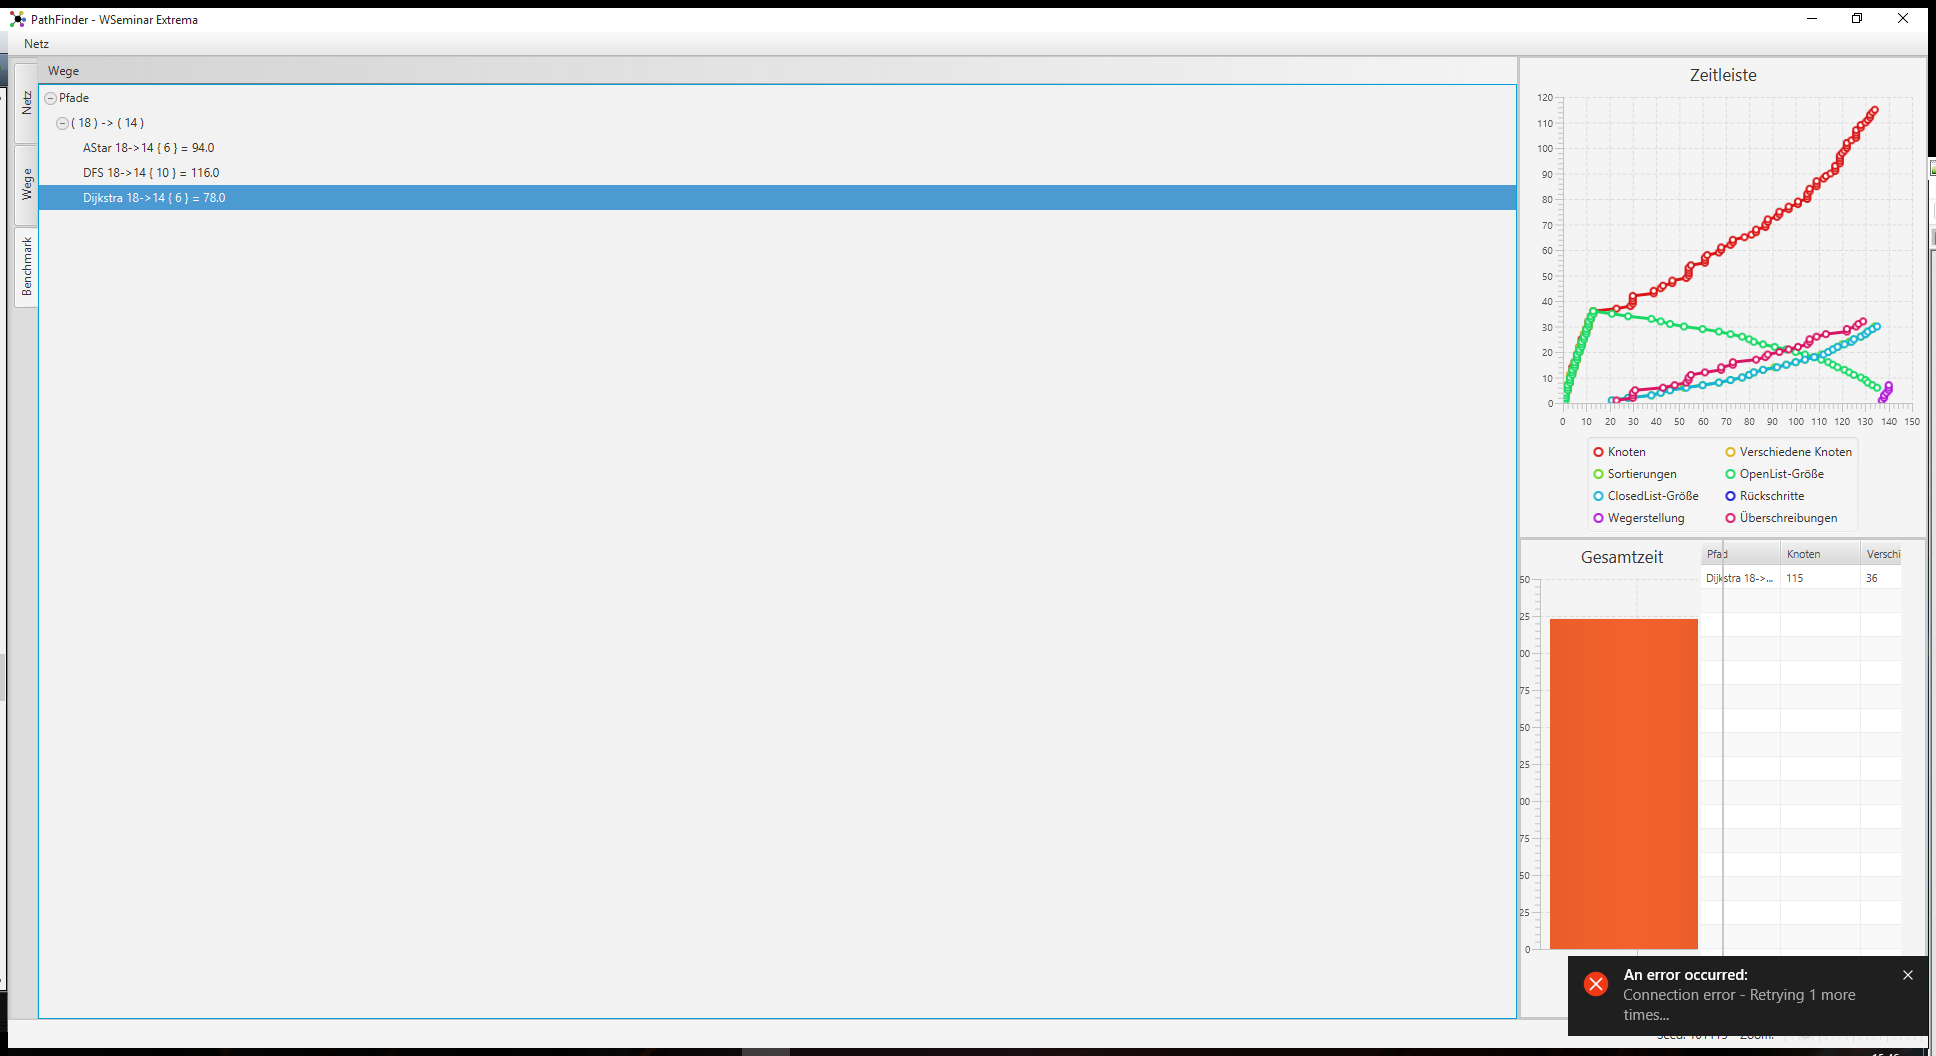 PathFinder - WSeminar Extrema
Netz
Netz
Wege
Benchmark
Wege
Pfade
( 18 ) -> ( 14 )
AStar 18->14 { 6 } = 94.0
DFS 18->14 { 10 } = 116.0
Dijkstra 18->14 { 6 } = 78.0
Zeitleiste
120
110
100
90
80
70
60
50
40
30
20
10
0
0 10 20 30 40 50 60 70 80 90 100 110 120 130 140 150
Knoten Verschiedene Knoten
Sortierungen OpenList-Größe
ClosedList-Größe Rückschritte
Wegerstellung Überschreibungen
Gesamtzeit
50
25
00
75
50
25
00
75
50
25
0
Pfad Knoten Verschi
Dijkstra 18->... 115 36
An error occurred:
Connection error - Retrying 1 more
times...